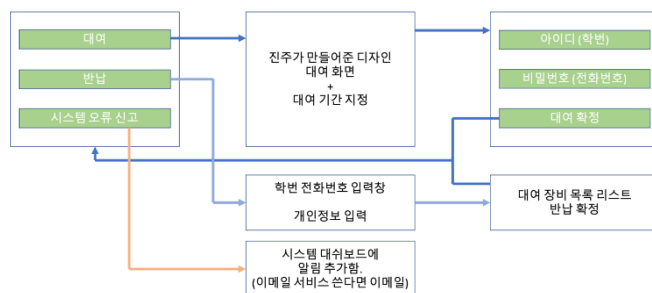 대여
반납
시스템 오류 신고
진주가 만들어준 디자인
대여 화면
+
대여 기간 지정
아이디 (학번)
비밀번호 (전화번호)
대여 확정
학번 전화번호 입력창
개인정보 입력
대여 장비 목록 리스트
반납 확정
시스템 대쉬보드에
알림 추가함.
(이메일 서비스 쓴다면 이메일)